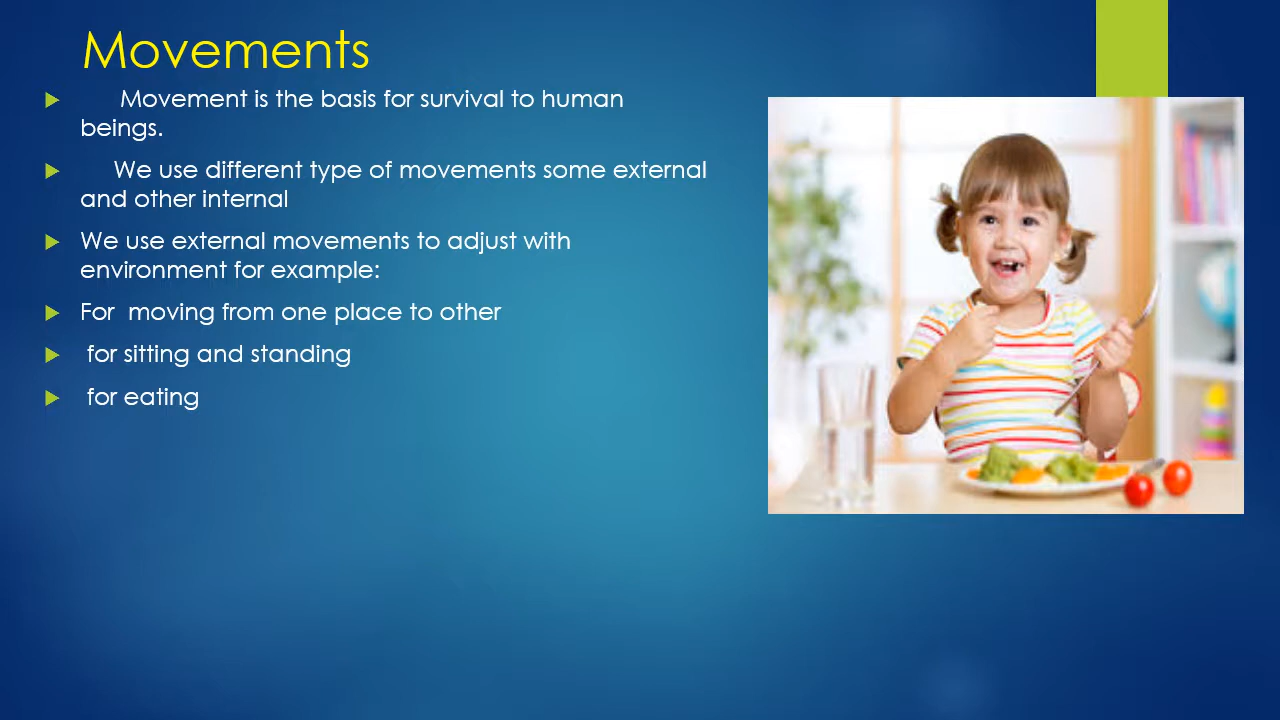 Movements
Movement is the basis for survival to human
beings.
We use different type of movements some external
and other internal
We use external movements to adjust with
environment for example:
For  moving from one place to other
for sitting and standing
for eating